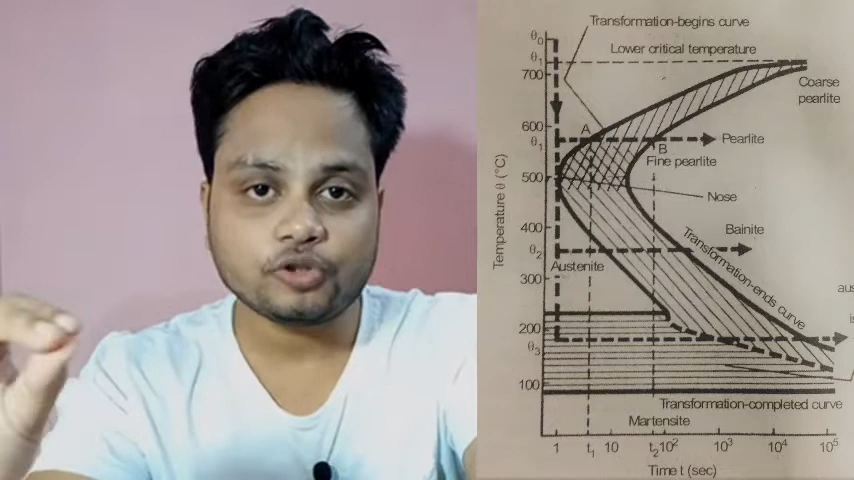 Transformation-begins curve
Lower critical temperature
Coarse
pearlite
Pearlite
Fine pearlite
Nose
Bainite
Austenite
Transformation-ends curve
Transformation-completed curve
Martensite
Temperature θ (°C)
θ₀
θ₁
700
600
θ₁
500
400
θ₂
300
200
θ₃
100
A
B
1
t₁
10
t₂
10²
10³
10⁴
10⁵
Time t (sec)